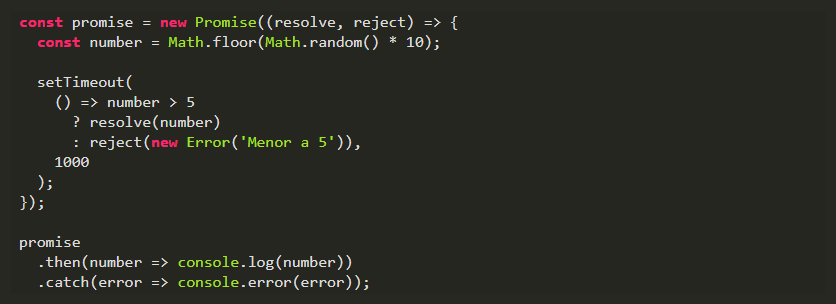 const promise = new Promise((resolve, reject) => {
  const number = Math.floor(Math.random() * 10);

  setTimeout(
    () => number > 5
      ? resolve(number)
      : reject(new Error('Menor a 5')),
    1000
  );
});

promise
  .then(number => console.log(number))
  .catch(error => console.error(error));